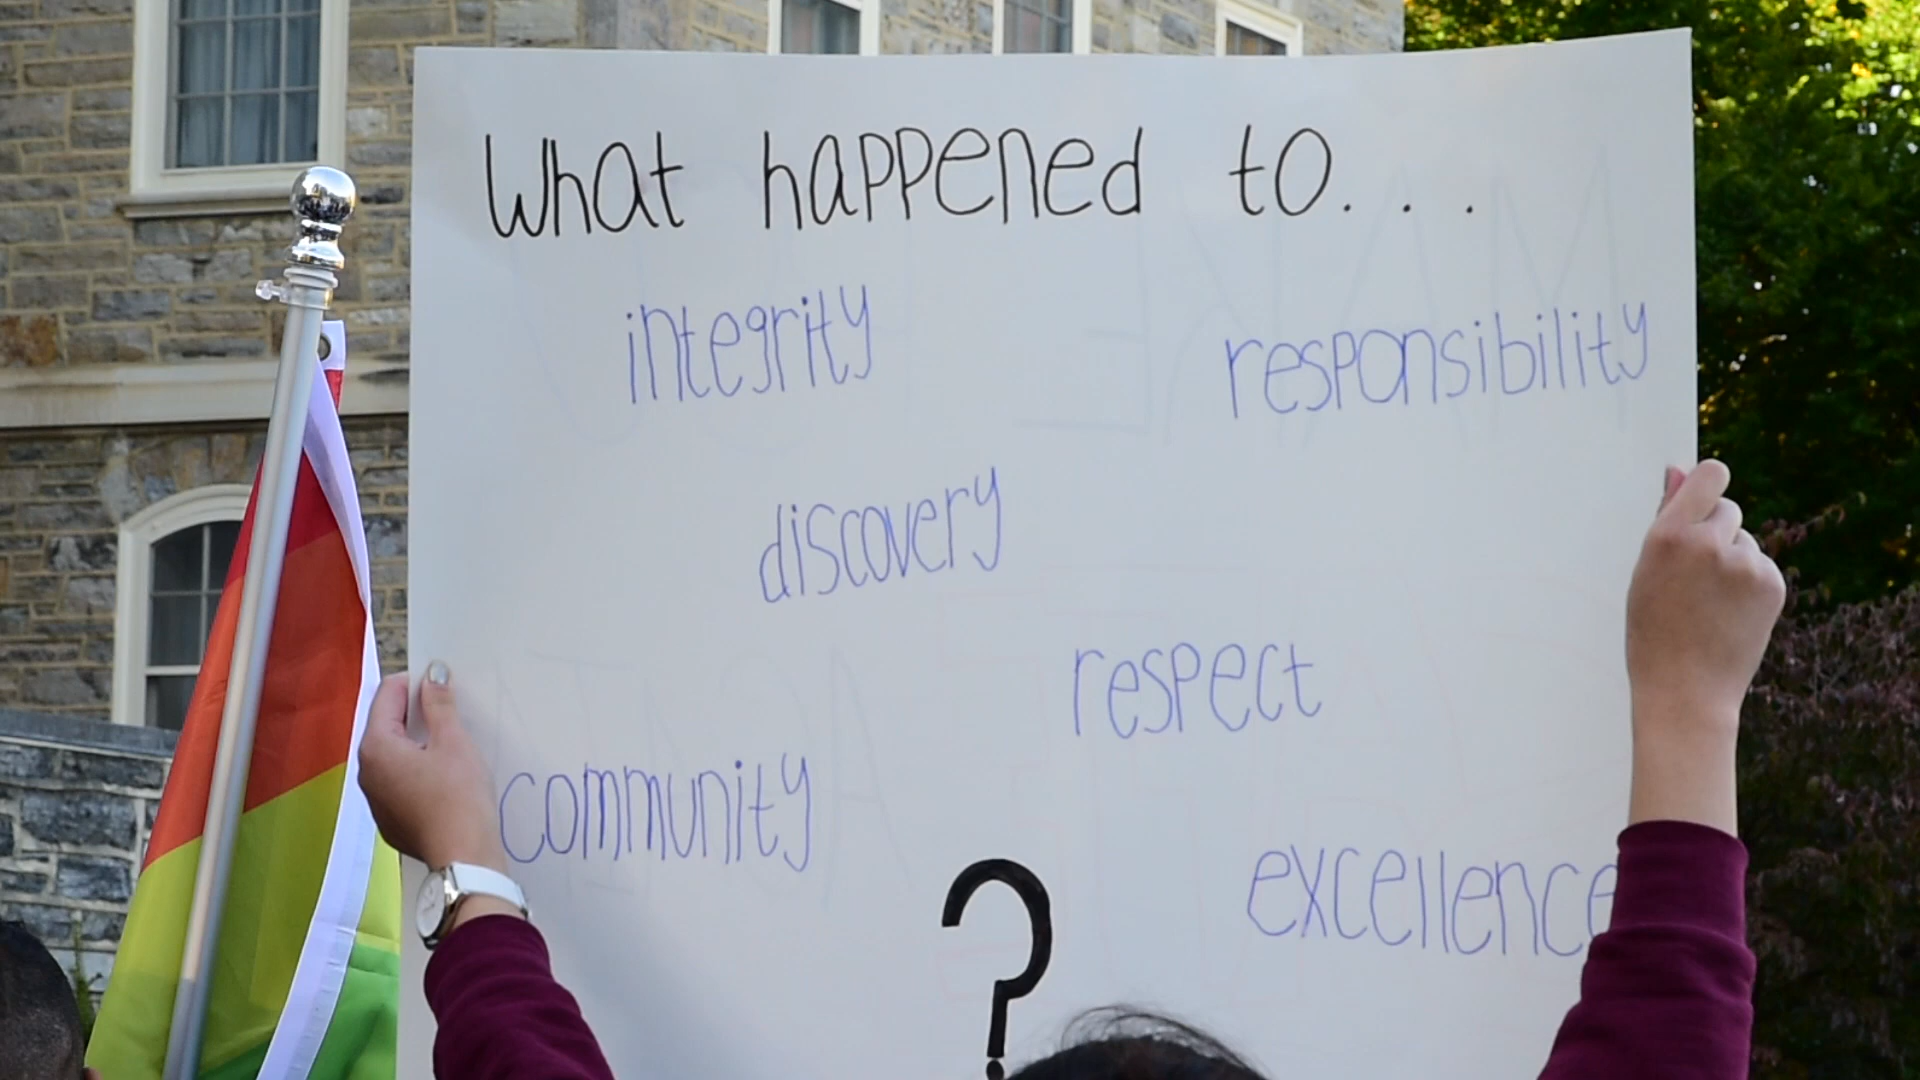 What happened to...
integrity
responsibility
discovery
respect
community
excellence
?